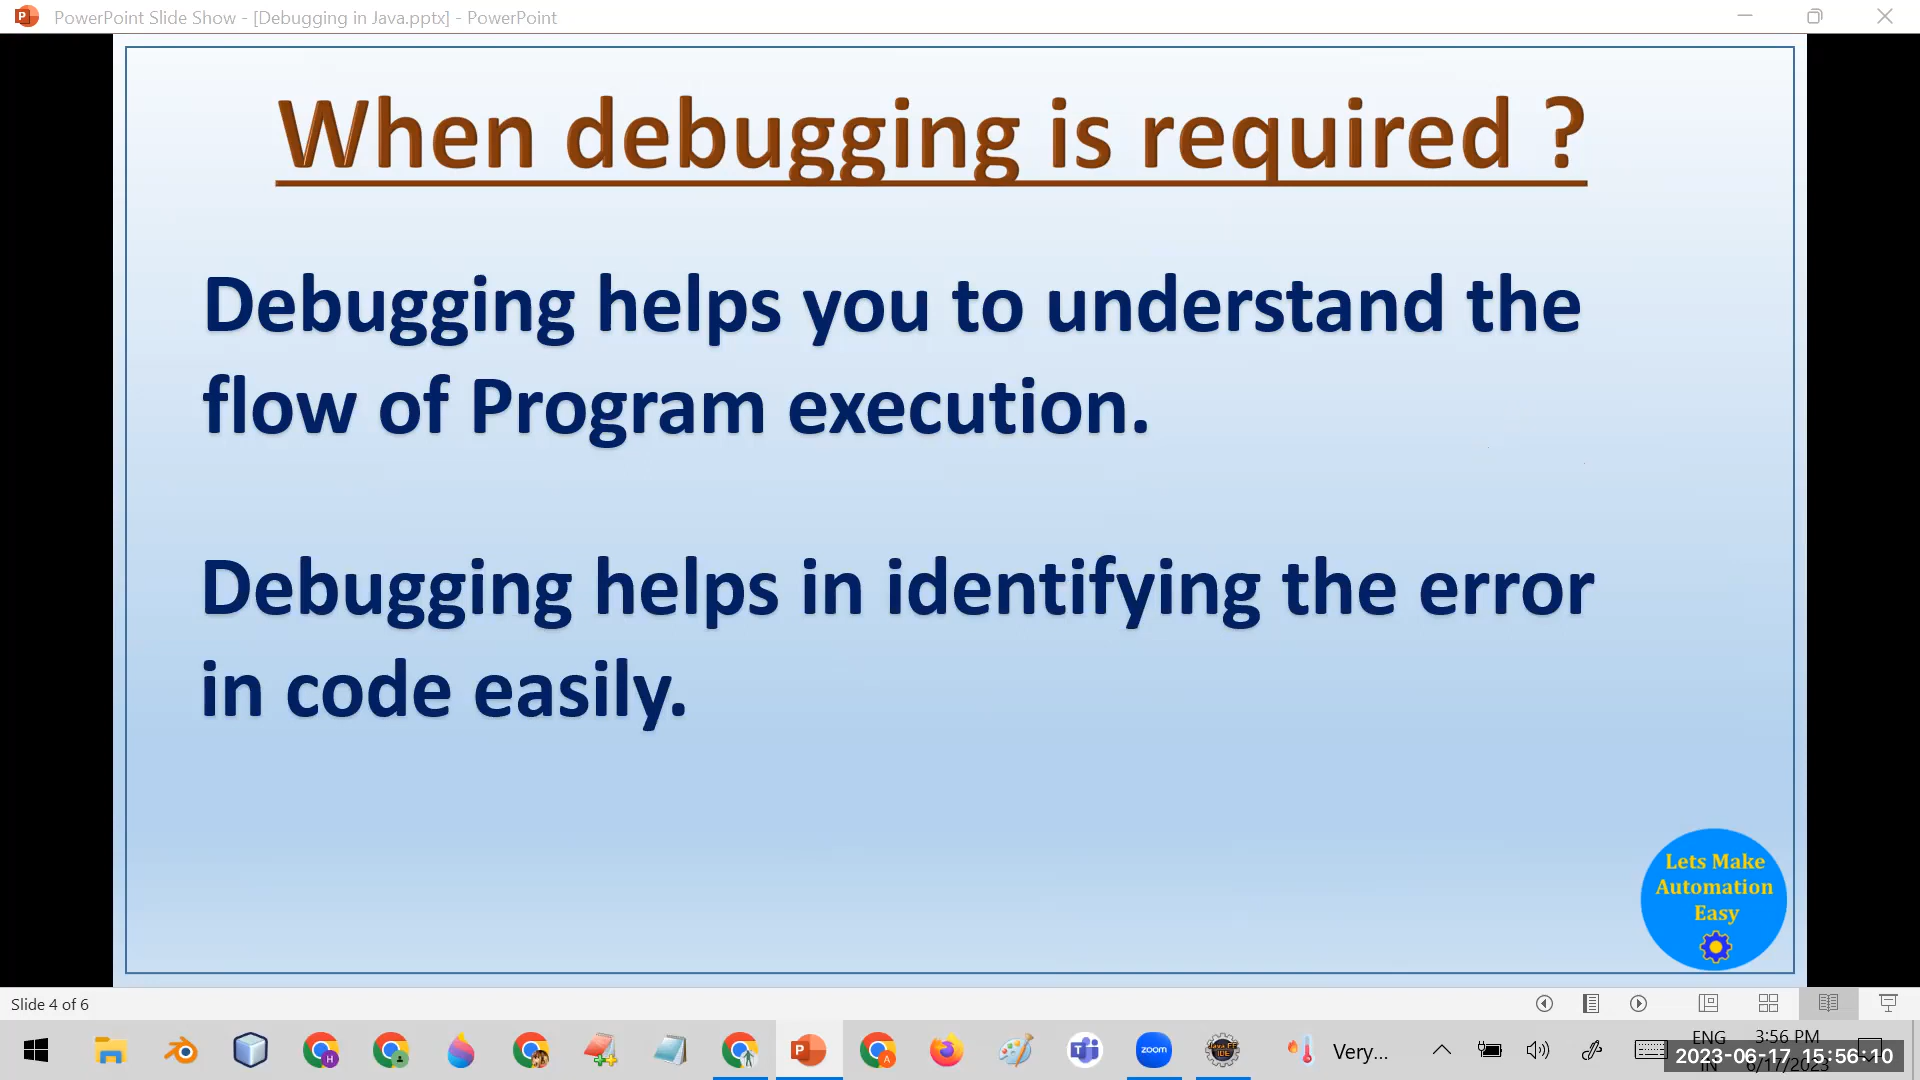 PowerPoint Slide Show - [Debugging in Java.pptx] - PowerPoint
When debugging is required ?
Debugging helps you to understand the
flow of Program execution.
Debugging helps in identifying the error
in code easily.
Lets Make
Automation
Easy
Slide 4 of 6
zoom
Very...
ENG
3:56 PM
2023-06-17 15:56:10